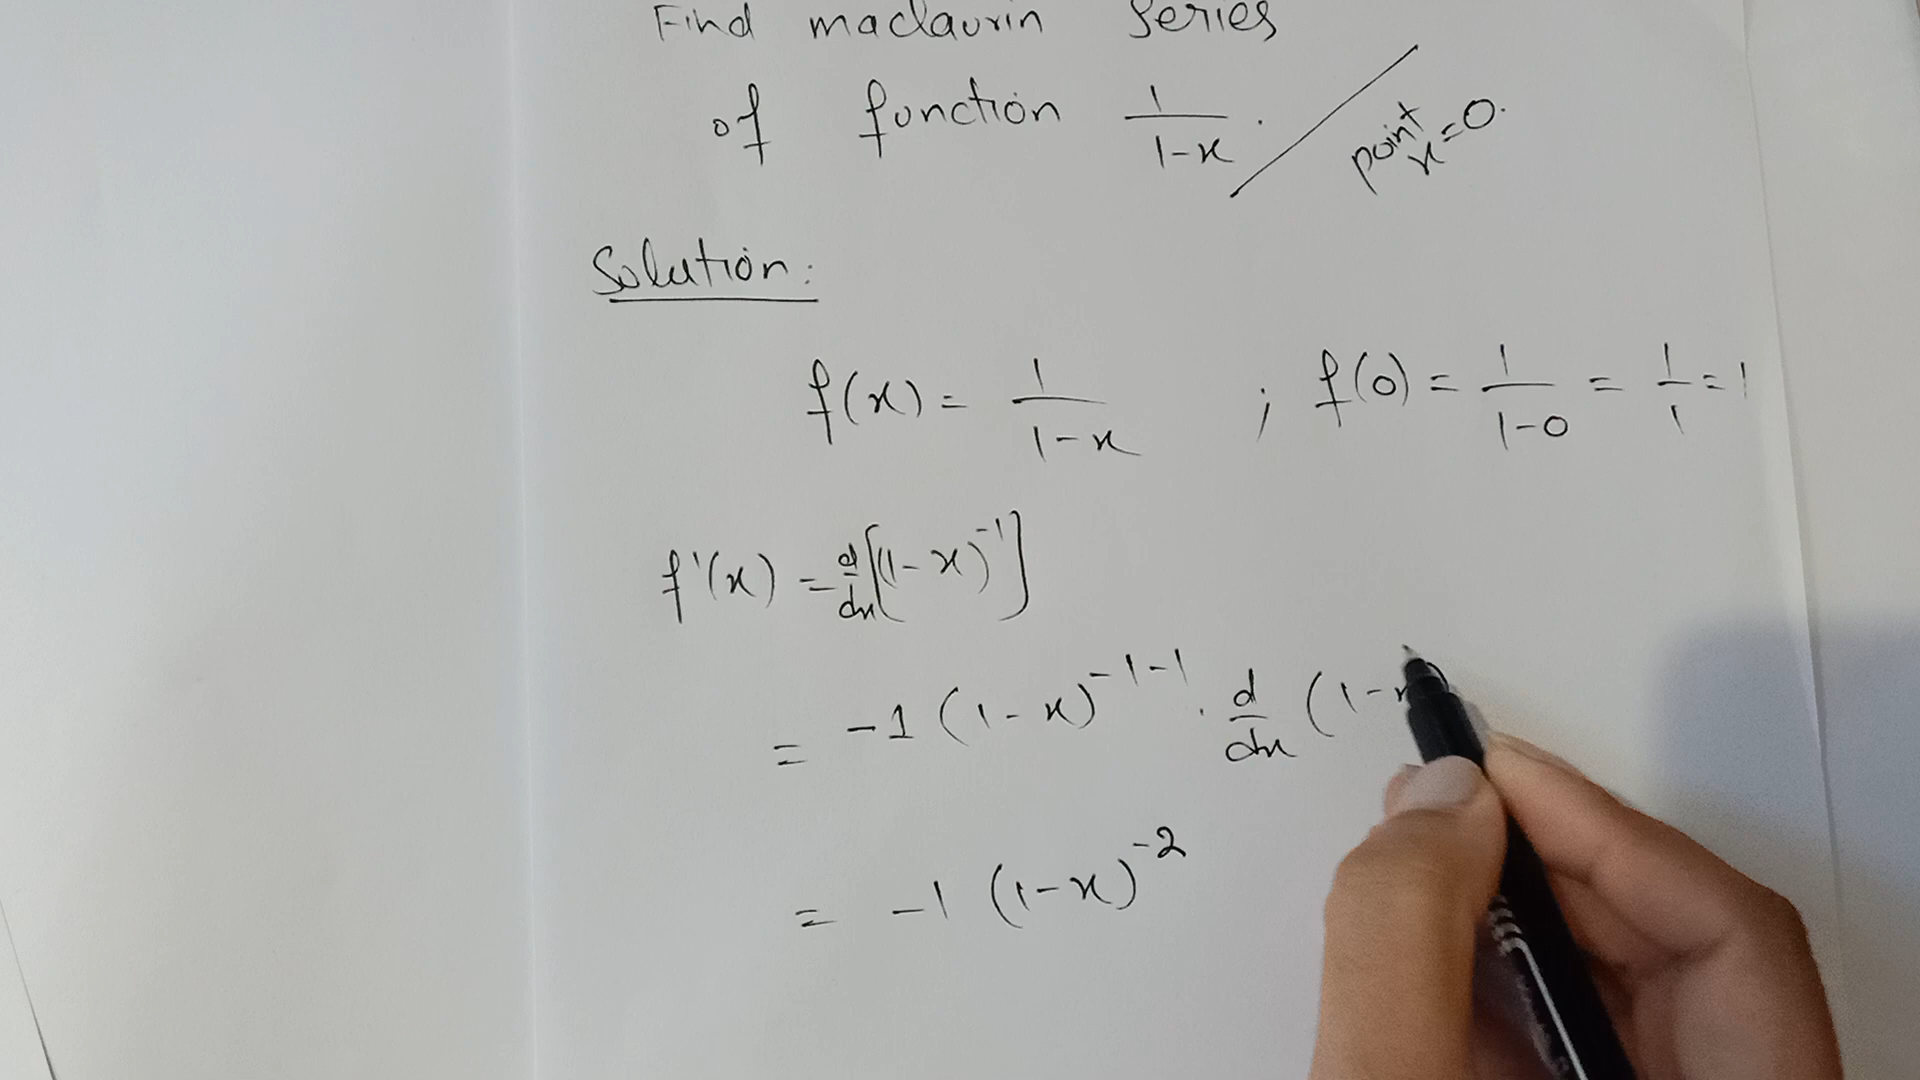 Find maclaurin series
of function 1/(1-x). / point x=0.
Solution:
f(x) = 1/(1-x) ; f(0) = 1/(1-0) = 1/1 = 1
f'(x) = d/dx[(1-x)^-1]
= -1 (1-x)^-1-1 . d/dx (1-x)
= -1 (1-x)^-2